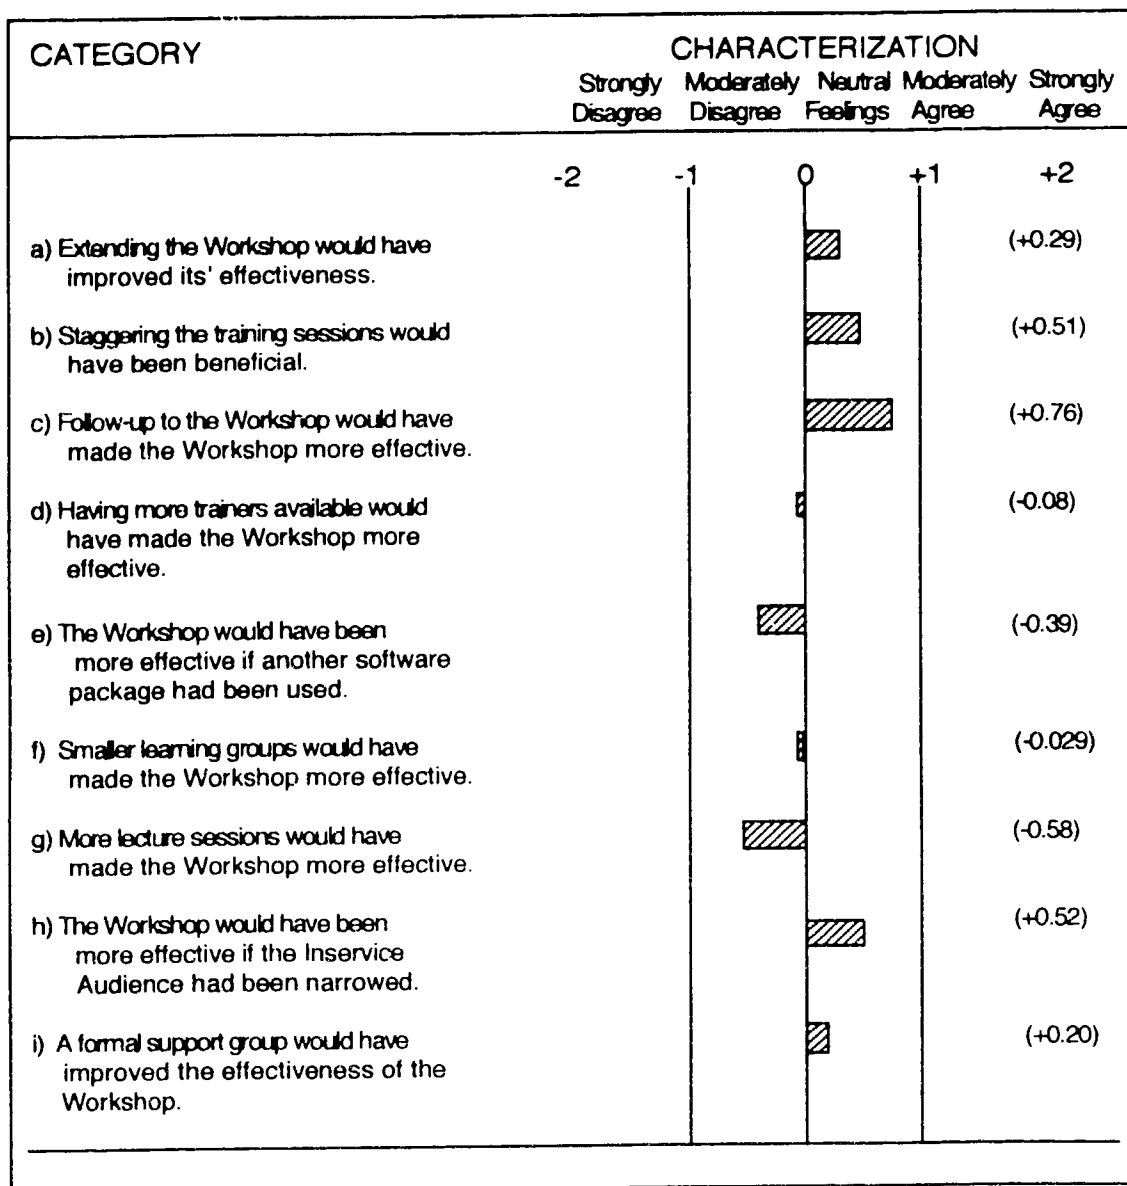 CATEGORY
CHARACTERIZATION
Strongly Moderately Neutral Moderately Strongly
Disagree Disagree Feelings Agree Agree
-2 -1 0 +1 +2
a) Extending the Workshop would have (+0.29)
improved its' effectiveness.
b) Staggering the training sessions would (+0.51)
have been beneficial.
c) Follow-up to the Workshop would have (+0.76)
made the Workshop more effective.
d) Having more trainers available would (-0.08)
have made the Workshop more
effective.
e) The Workshop would have been (-0.39)
more effective if another software
package had been used.
f) Smaller learning groups would have (-0.029)
made the Workshop more effective.
g) More lecture sessions would have (-0.58)
made the Workshop more effective.
h) The Workshop would have been (+0.52)
more effective if the Inservice
Audience had been narrowed.
i) A formal support group would have (+0.20)
improved the effectiveness of the
Workshop.